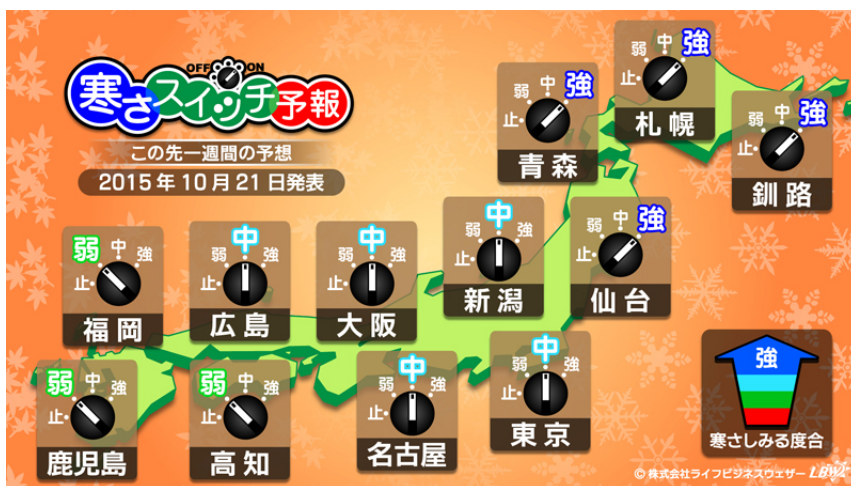 OFF ON
寒さスイッチ予報
この先一週間の予想
2015年10月21日発表
止 弱 中 強
札幌
止 弱 中 強
青森
止 弱 中 強
釧路
止 弱 中 強
新潟
止 弱 中 強
仙台
止 弱 中 強
福岡
止 弱 中 強
広島
止 弱 中 強
大阪
止 弱 中 強
東京
止 弱 中 強
名古屋
止 弱 中 強
高知
止 弱 中 強
鹿児島
強
寒さしみる度合
© 株式会社ライフビジネスウェザー LBW